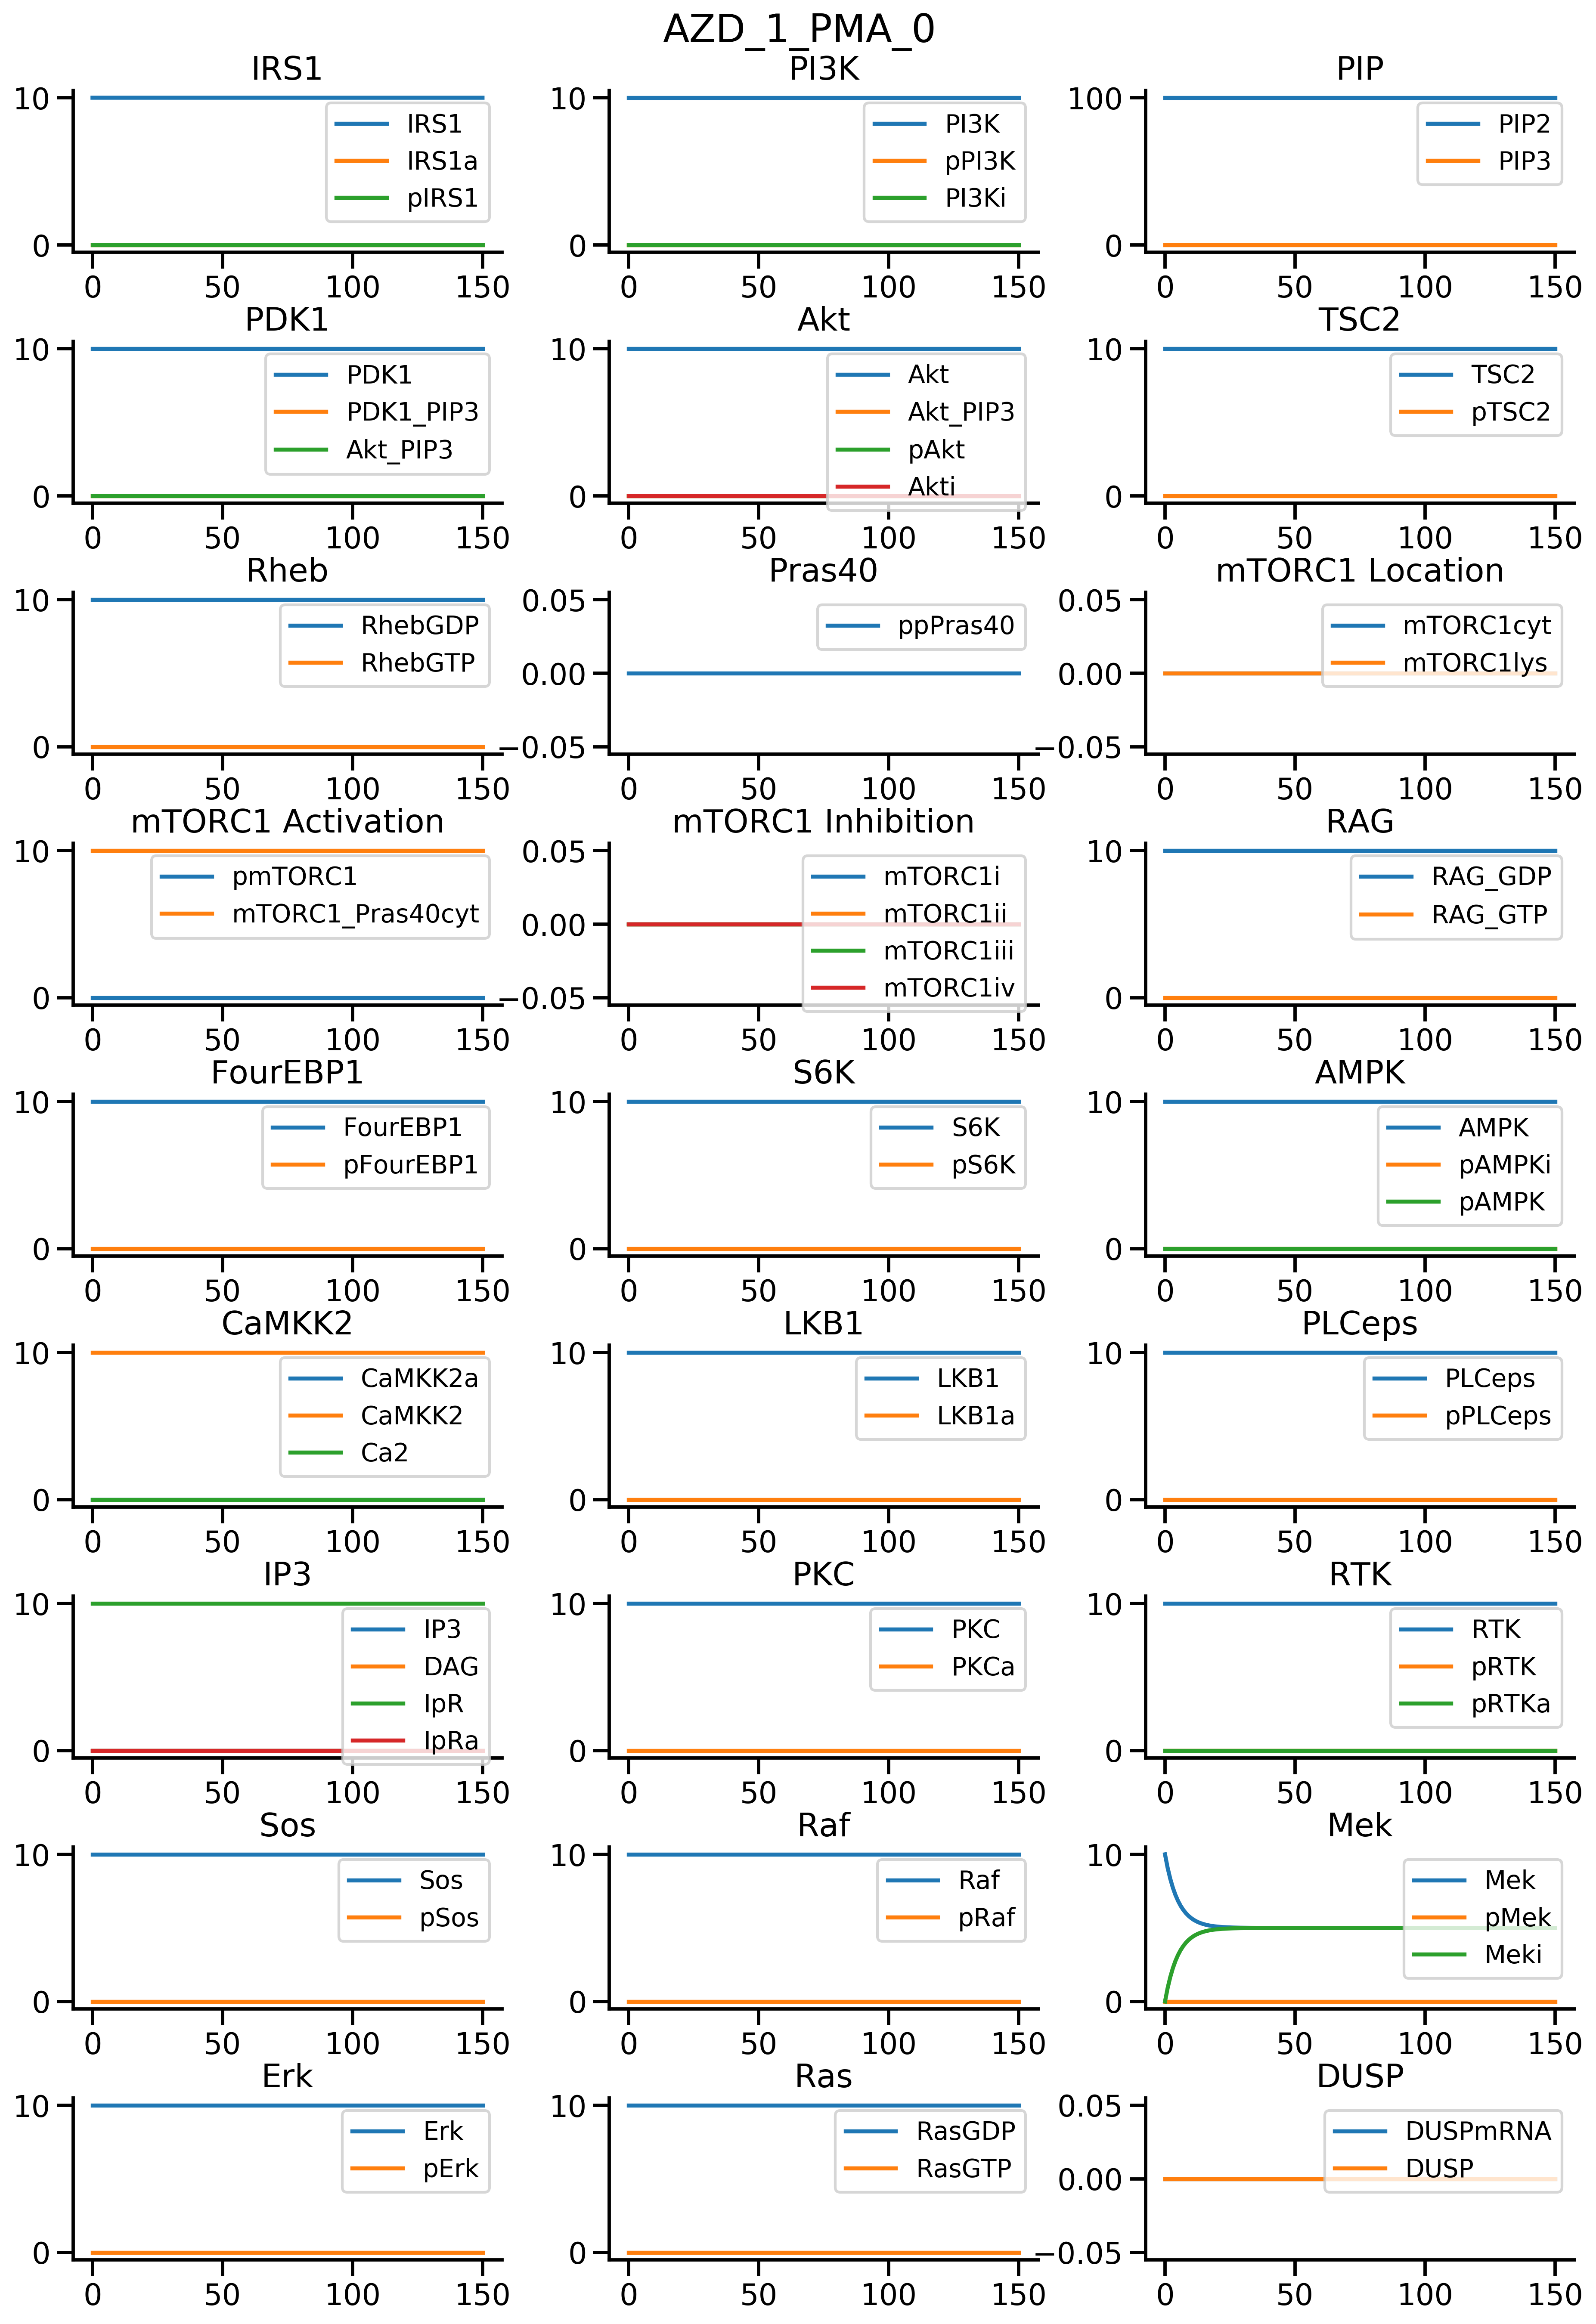 AZD_1_PMA_0
IRS1
10
0
0 50 100 150
IRS1
IRS1a
pIRS1
PI3K
10
0
0 50 100 150
PI3K
pPI3K
PI3Ki
PIP
100
0
0 50 100 150
PIP2
PIP3
PDK1
10
0
0 50 100 150
PDK1
PDK1_PIP3
Akt_PIP3
Akt
10
0
0 50 100 150
Akt
Akt_PIP3
pAkt
Akti
TSC2
10
0
0 50 100 150
TSC2
pTSC2
Rheb
10
0
0 50 100 150
RhebGDP
RhebGTP
Pras40
0.05
0.00
−0.05
0 50 100 150
ppPras40
mTORC1 Location
0.05
0.00
−0.05
0 50 100 150
mTORC1cyt
mTORC1lys
mTORC1 Activation
10
0
0 50 100 150
pmTORC1
mTORC1_Pras40cyt
mTORC1 Inhibition
0.05
0.00
−0.05
0 50 100 150
mTORC1i
mTORC1ii
mTORC1iii
mTORC1iv
RAG
10
0
0 50 100 150
RAG_GDP
RAG_GTP
FourEBP1
10
0
0 50 100 150
FourEBP1
pFourEBP1
S6K
10
0
0 50 100 150
S6K
pS6K
AMPK
10
0
0 50 100 150
AMPK
pAMPKi
pAMPK
CaMKK2
10
0
0 50 100 150
CaMKK2a
CaMKK2
Ca2
LKB1
10
0
0 50 100 150
LKB1
LKB1a
PLCeps
10
0
0 50 100 150
PLCeps
pPLCeps
IP3
10
0
0 50 100 150
IP3
DAG
IpR
IpRa
PKC
10
0
0 50 100 150
PKC
PKCa
RTK
10
0
0 50 100 150
RTK
pRTK
pRTKa
Sos
10
0
0 50 100 150
Sos
pSos
Raf
10
0
0 50 100 150
Raf
pRaf
Mek
10
0
0 50 100 150
Mek
pMek
Meki
Erk
10
0
0 50 100 150
Erk
pErk
Ras
10
0
0 50 100 150
RasGDP
RasGTP
DUSP
0.05
0.00
−0.05
0 50 100 150
DUSPmRNA
DUSP